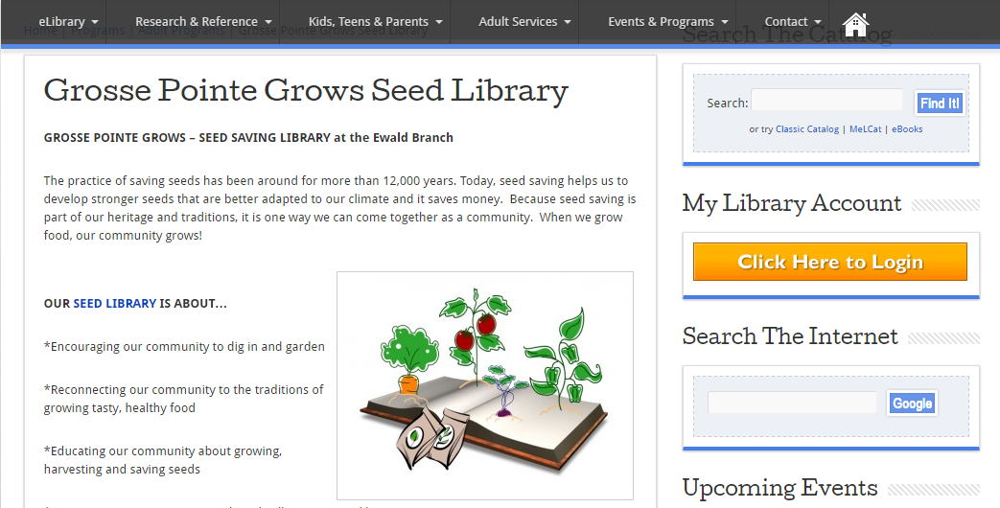 eLibrary
Research & Reference
Kids, Teens & Parents
Adult Services
Events & Programs
Contact
Home | Programs | Adult Programs | Grosse Pointe Grows Seed Library
Grosse Pointe Grows Seed Library
GROSSE POINTE GROWS – SEED SAVING LIBRARY at the Ewald Branch
The practice of saving seeds has been around for more than 12,000 years. Today, seed saving helps us to
develop stronger seeds that are better adapted to our climate and it saves money.  Because seed saving is
part of our heritage and traditions, it is one way we can come together as a community.  When we grow
food, our community grows!
OUR SEED LIBRARY IS ABOUT…
*Encouraging our community to dig in and garden
*Reconnecting our community to the traditions of
growing tasty, healthy food
*Educating our community about growing,
harvesting and saving seeds
Search The Catalog
Search:
Find It!
or try Classic Catalog | MeLCat | eBooks
My Library Account
Click Here to Login
Search The Internet
Google
Upcoming Events